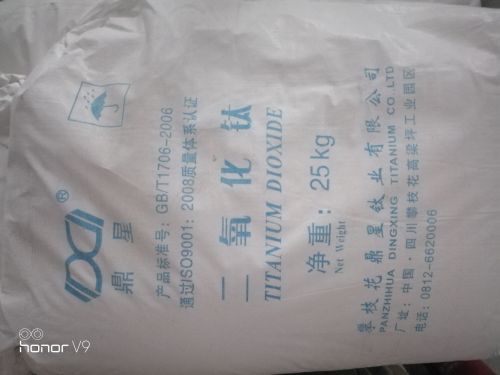 ®
鼎 星
产品标准号：GB/T1706-2006
通过ISO9001：2008质量体系认证
二氧化钛
TITANIUM DIOXIDE
净重：25kg
Net Weight
攀枝花鼎星钛业有限公司
PANZHIHUA DINGXING TITANIUM CO.,LTD
厂址：中国·四川攀枝花高梁坪工业园区
电话：0812-6620006
honor V9